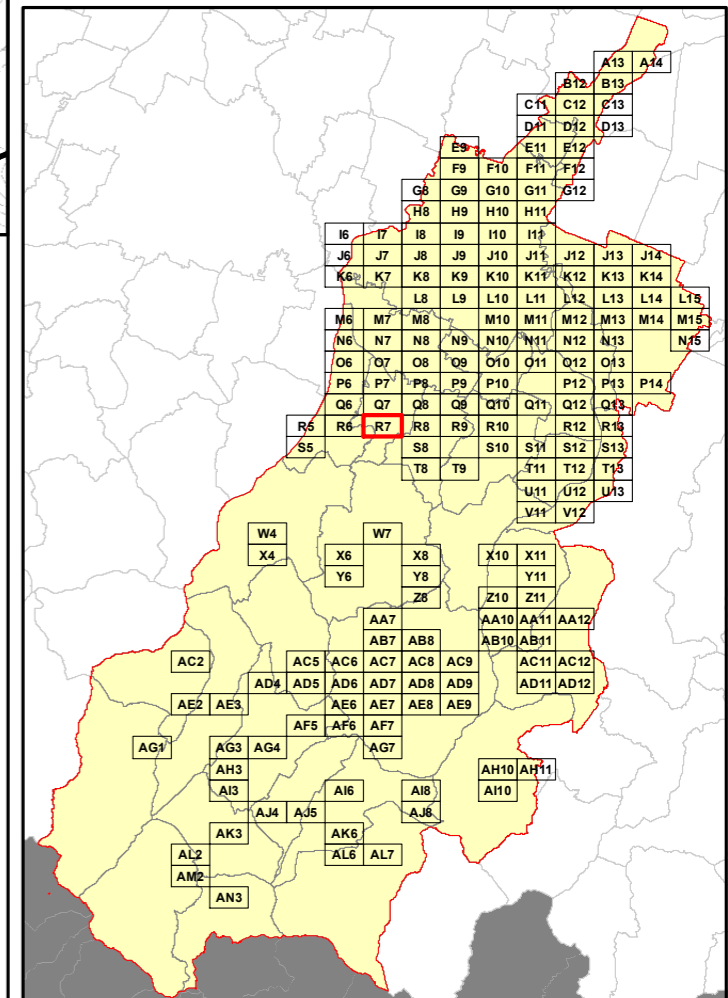 A13 A14
B12 B13
C11 C12 C13
D11 D12 D13
E9 E11 E12
F9 F10 F11 F12
G8 G9 G10 G11 G12
H8 H9 H10 H11
I6 I7 I8 I9 I10 I11
J6 J7 J8 J9 J10 J11 J12 J13 J14
K6 K7 K8 K9 K10 K11 K12 K13 K14
L8 L9 L10 L11 L12 L13 L14 L15
M6 M7 M8 M10 M11 M12 M13 M14 M15
N6 N7 N8 N9 N10 N11 N12 N13 N15
O6 O7 O8 O9 O10 O11 O12 O13
P6 P7 P8 P9 P10 P12 P13 P14
Q6 Q7 Q8 Q9 Q10 Q11 Q12 Q13
R5 R6 R7 R8 R9 R10 R12 R13
S5 S8 S10 S11 S12 S13
T8 T9 T11 T12 T13
U11 U12 U13
V11 V12
W4 W7
X4 X6 X8 X10 X11
Y6 Y8 Y11
Z8 Z10 Z11
AA7 AA10 AA11 AA12
AB7 AB8 AB10 AB11
AC2 AC5 AC6 AC7 AC8 AC9 AC11 AC12
AD4 AD5 AD6 AD7 AD8 AD9 AD11 AD12
AE2 AE3 AE6 AE7 AE8 AE9
AF5 AF6 AF7
AG1 AG3 AG4 AG7
AH3 AH10 AH11
AI3 AI6 AI8 AI10
AJ4 AJ5 AJ8
AK3 AK6
AL2 AL6 AL7
AM2
AN3